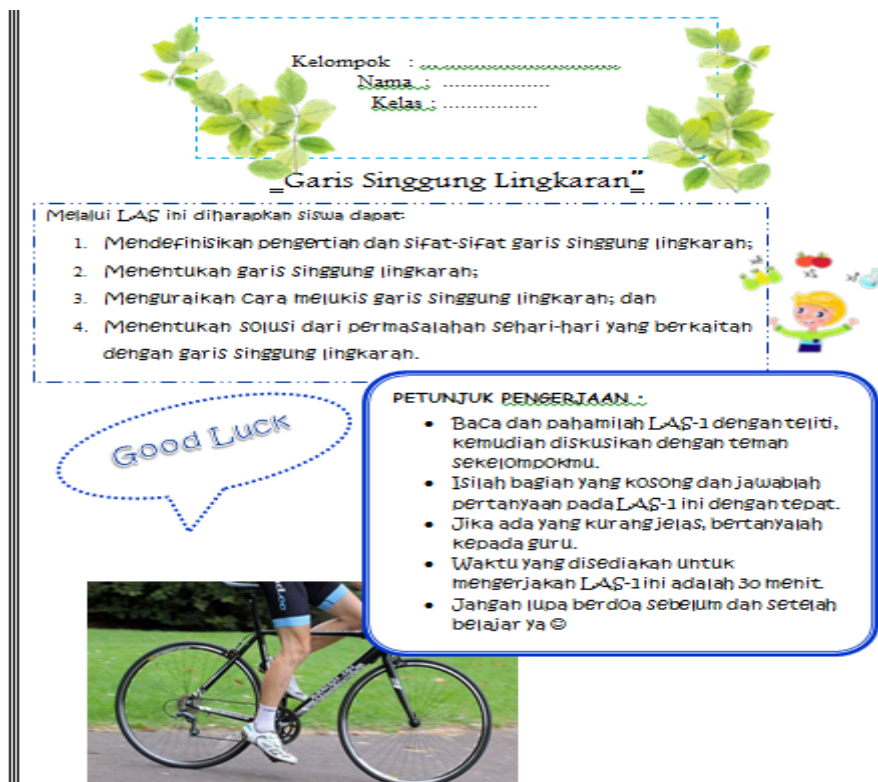 Kelompok : ......................................
Nama : ...................
Kelas : ................
„Garis Singgung Lingkaran”
Melalui LAS ini diharapkan siswa dapat:
1. Mendefinisikan pengertian dan sifat-sifat garis singgung lingkaran;
2. Menentukan garis singgung lingkaran;
3. Menguraikan cara melukis garis singgung lingkaran; dan
4. Menentukan solusi dari permasalahan sehari-hari yang berkaitan
dengan garis singgung lingkaran.
PETUNJUK PENGERJAAN :
• Baca dan pahamilah LAS-1 dengan teliti,
kemudian diskusikan dengan teman
sekelompokmu.
• Isilah bagian yang kosong dan jawablah
pertanyaan pada LAS-1 ini dengan tepat.
• Jika ada yang kurang jelas, bertanyalah
kepada guru.
• Waktu yang disediakan untuk
mengerjakan LAS-1 ini adalah 30 menit.
• Jangan lupa berdoa sebelum dan setelah
belajar ya ☺
Good Luck